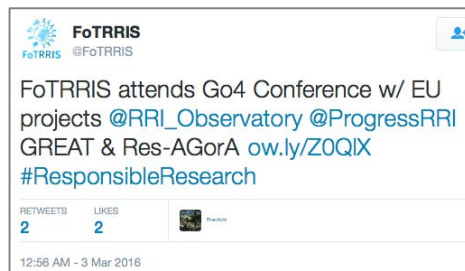 FoTRRIS
@FoTRRIS
FoTRRIS
FoTRRIS attends Go4 Conference w/ EU
projects @RRI_Observatory @ProgressRRI
GREAT & Res-AGorA ow.ly/Z0QlX
#ResponsibleResearch
RETWEETS LIKES
2 2
12:56 AM - 3 Mar 2016